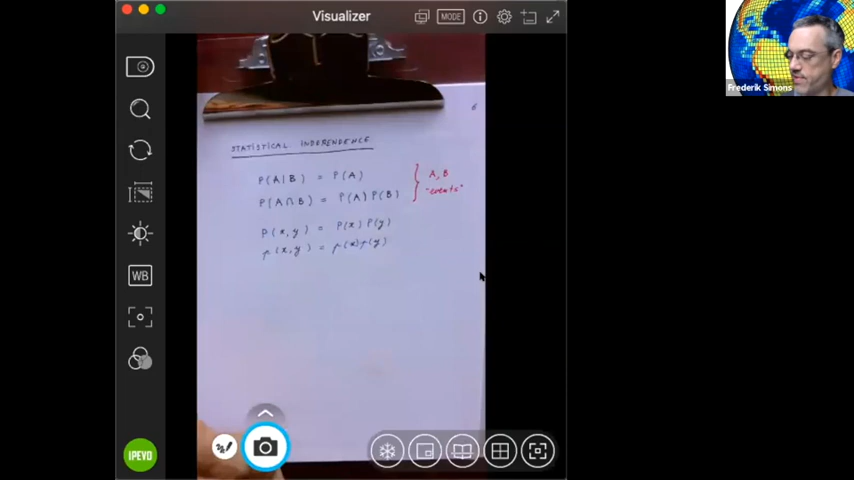 Visualizer
MODE
Frederik Simons
6
STATISTICAL INDEPENDENCE
P(A|B) = P(A)
P(A∩B) = P(A) P(B)
A, B
"events"
P(x,y) = P(x) P(y)
p(x,y) = p(x) p(y)
WB
IPEVO